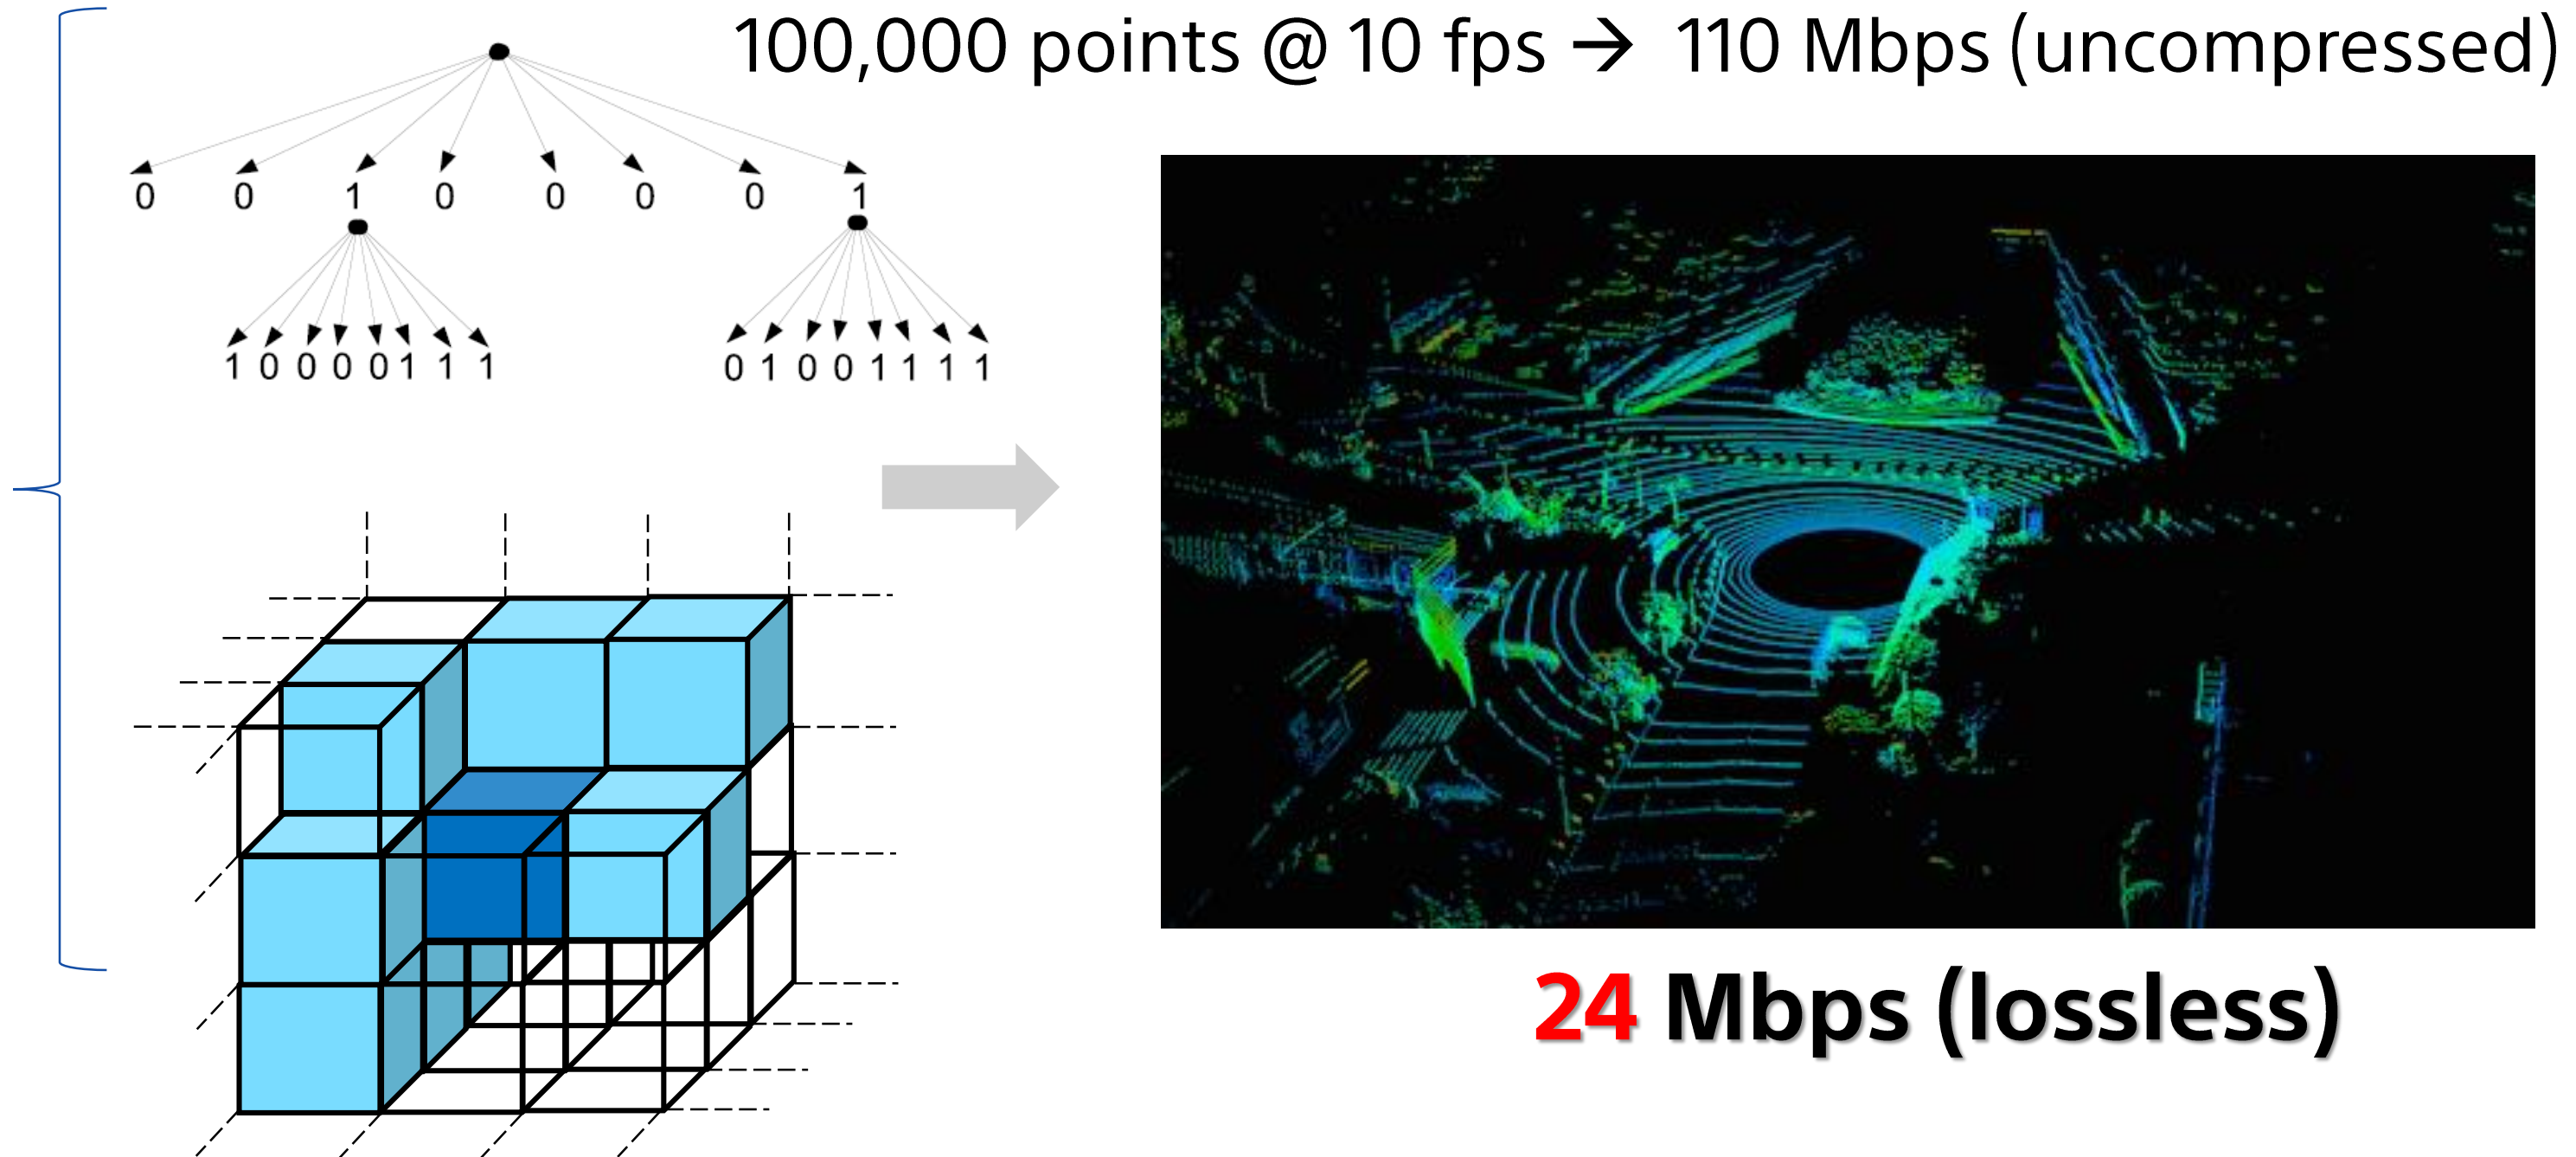 100,000 points @ 10 fps → 110 Mbps (uncompressed)
0 0 1 0 0 0 0 1
1 0 0 0 0 1 1 1 0 1 0 0 1 1 1 1
24 Mbps (lossless)